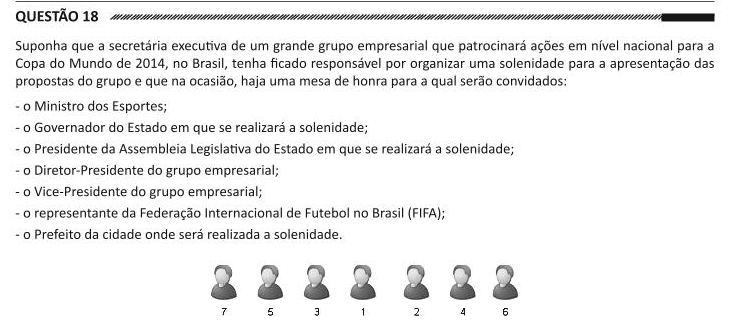 QUESTÃO 18
Suponha que a secretária executiva de um grande grupo empresarial que patrocinará ações em nível nacional para a
Copa do Mundo de 2014, no Brasil, tenha ficado responsável por organizar uma solenidade para a apresentação das
propostas do grupo e que na ocasião, haja uma mesa de honra para a qual serão convidados:
- o Ministro dos Esportes;
- o Governador do Estado em que se realizará a solenidade;
- o Presidente da Assembleia Legislativa do Estado em que se realizará a solenidade;
- o Diretor-Presidente do grupo empresarial;
- o Vice-Presidente do grupo empresarial;
- o representante da Federação Internacional de Futebol no Brasil (FIFA);
- o Prefeito da cidade onde será realizada a solenidade.
7 5 3 1 2 4 6